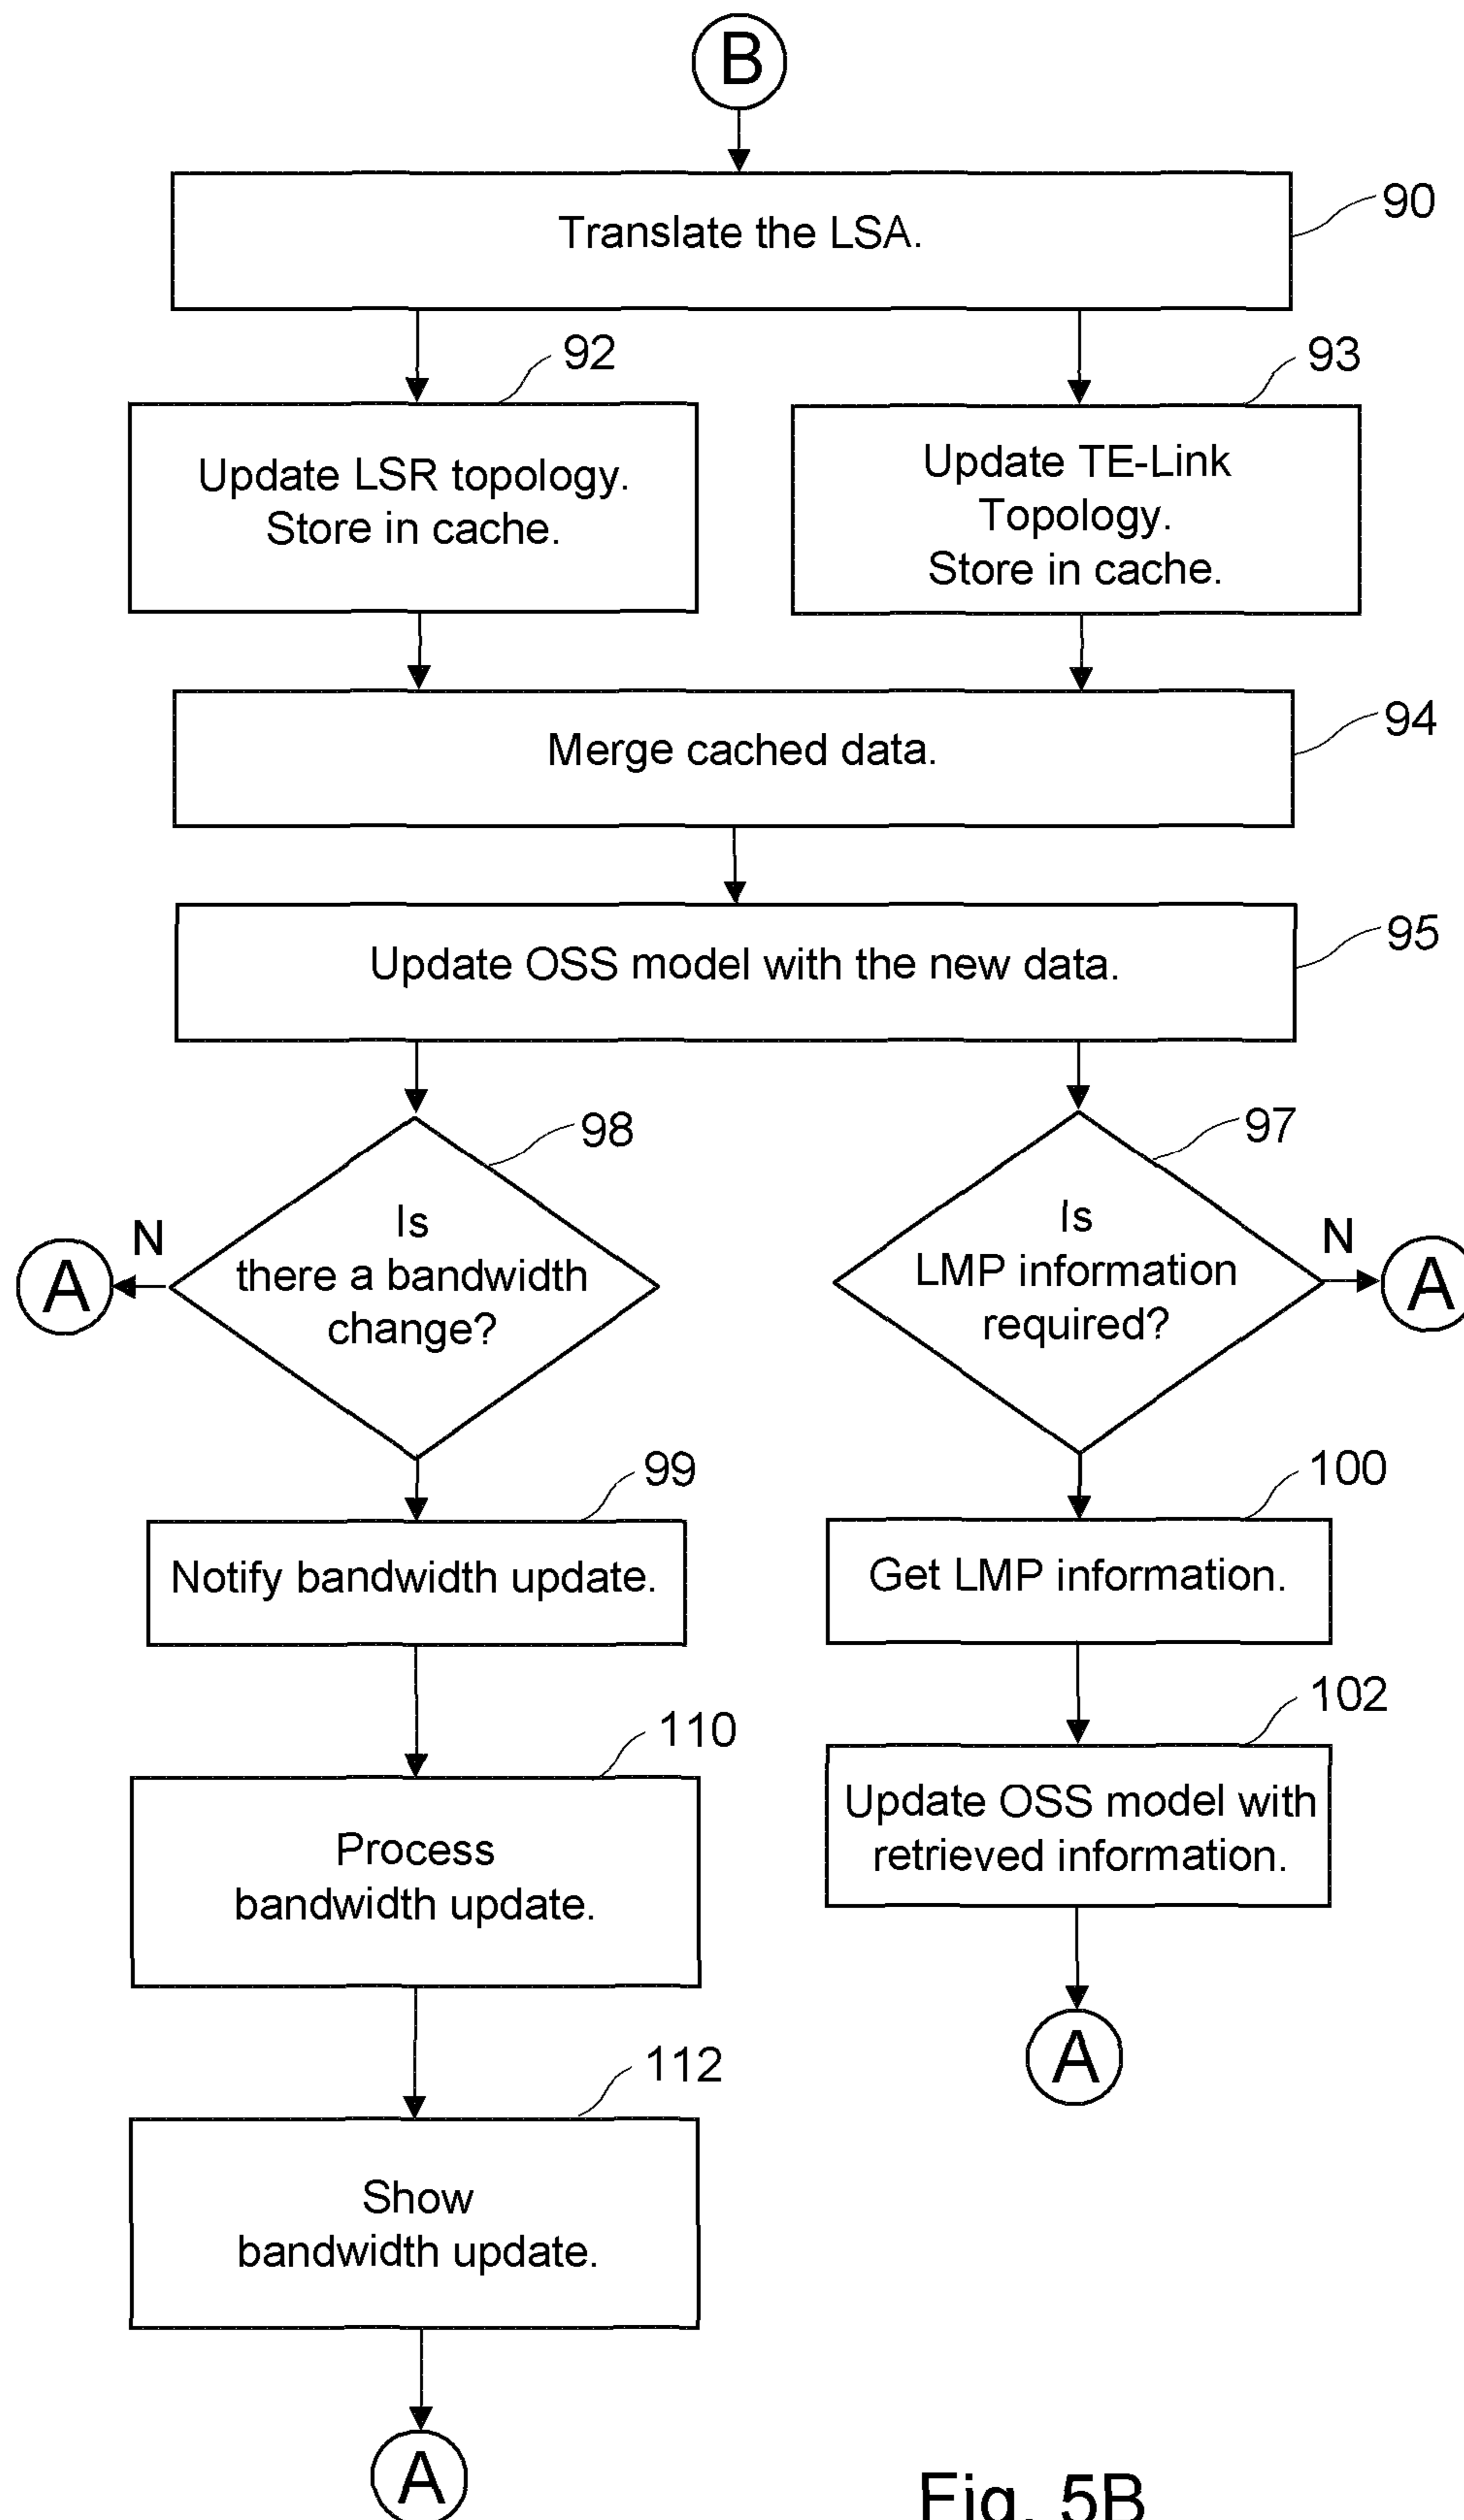 B
Translate the LSA.
90
92
93
Update LSR topology.
Store in cache.
Update TE-Link
Topology.
Store in cache.
Merge cached data.
94
Update OSS model with the new data.
95
98
97
Is
there a bandwidth
change?
N
A
Is
LMP information
required?
N
A
99
100
Notify bandwidth update.
Get LMP information.
110
102
Process
bandwidth update.
Update OSS model with
retrieved information.
A
112
Show
bandwidth update.
A
Fig. 5B